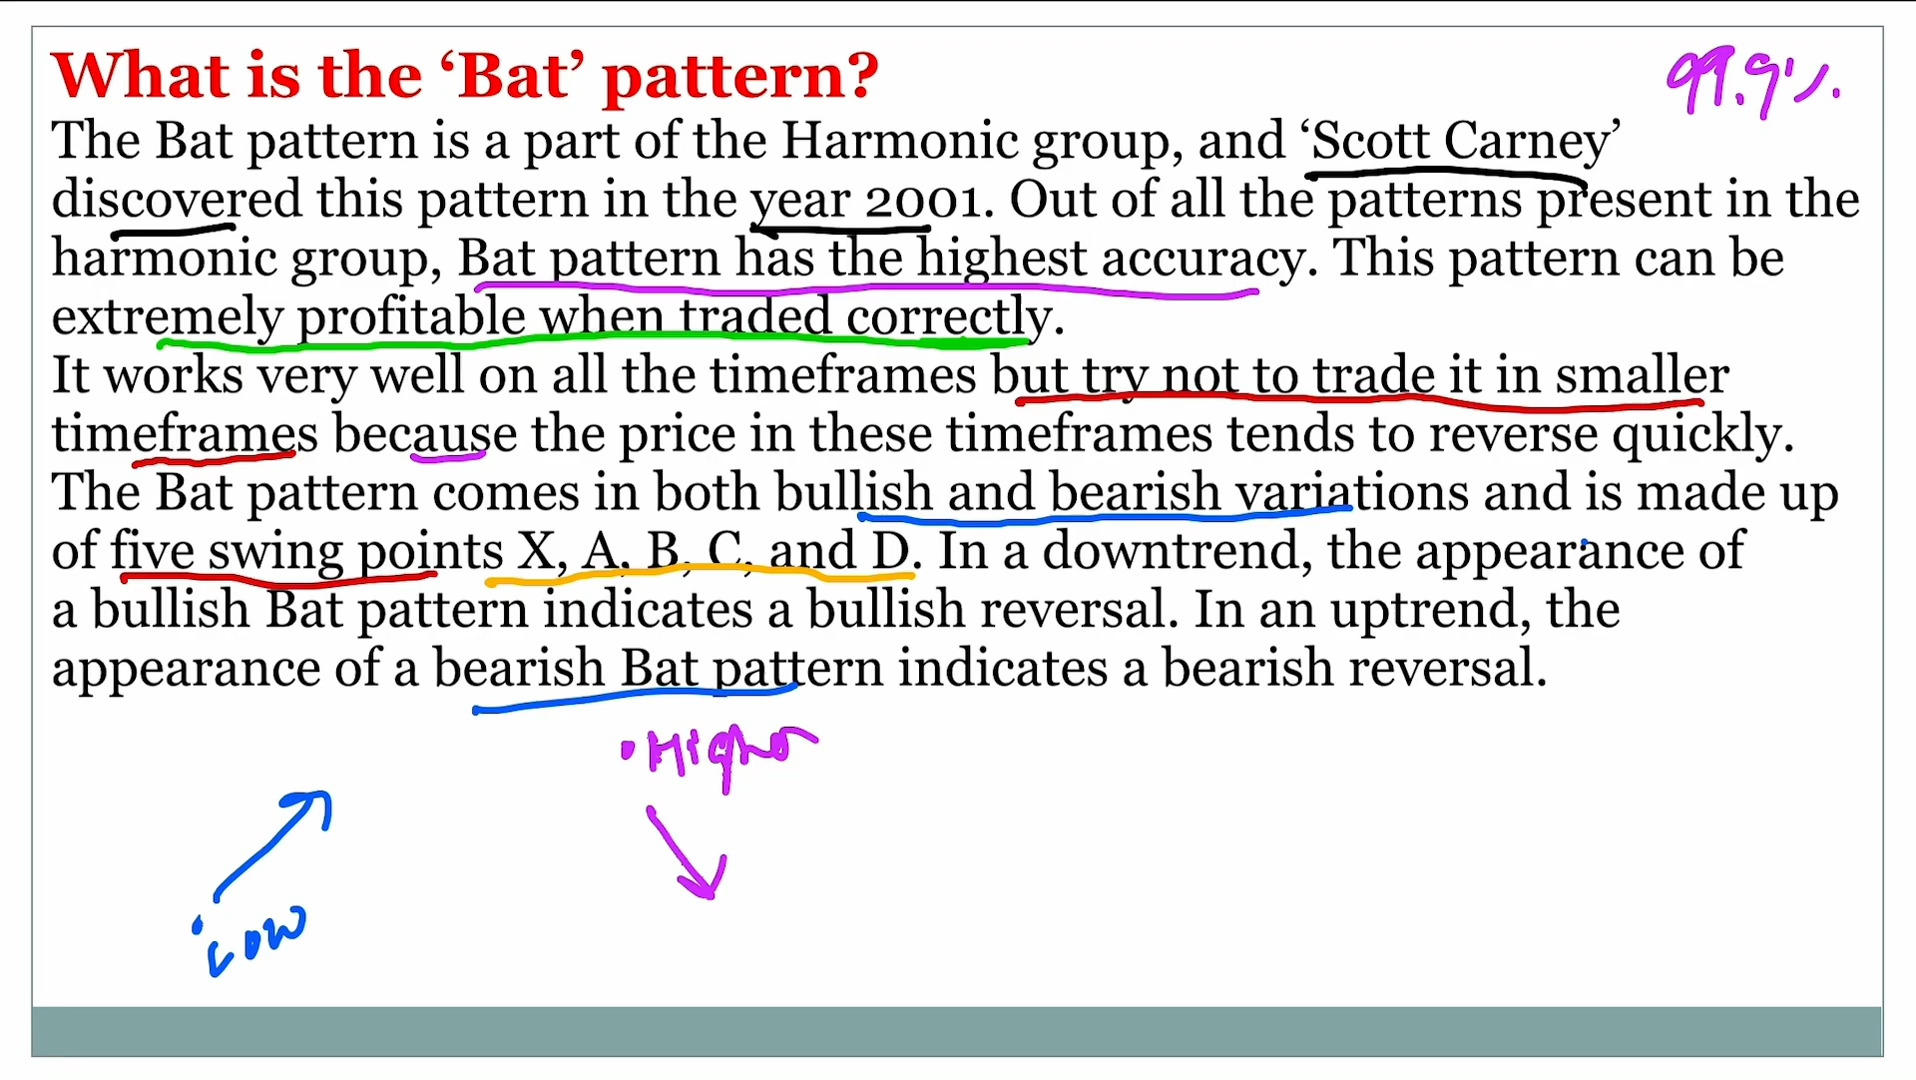 What is the ‘Bat’ pattern?
99.9%.
The Bat pattern is a part of the Harmonic group, and ‘Scott Carney’
discovered this pattern in the year 2001. Out of all the patterns present in the
harmonic group, Bat pattern has the highest accuracy. This pattern can be
extremely profitable when traded correctly.
It works very well on all the timeframes but try not to trade it in smaller
timeframes because the price in these timeframes tends to reverse quickly.
The Bat pattern comes in both bullish and bearish variations and is made up
of five swing points X, A, B, C, and D. In a downtrend, the appearance of
a bullish Bat pattern indicates a bullish reversal. In an uptrend, the
appearance of a bearish Bat pattern indicates a bearish reversal.
Higher
Low